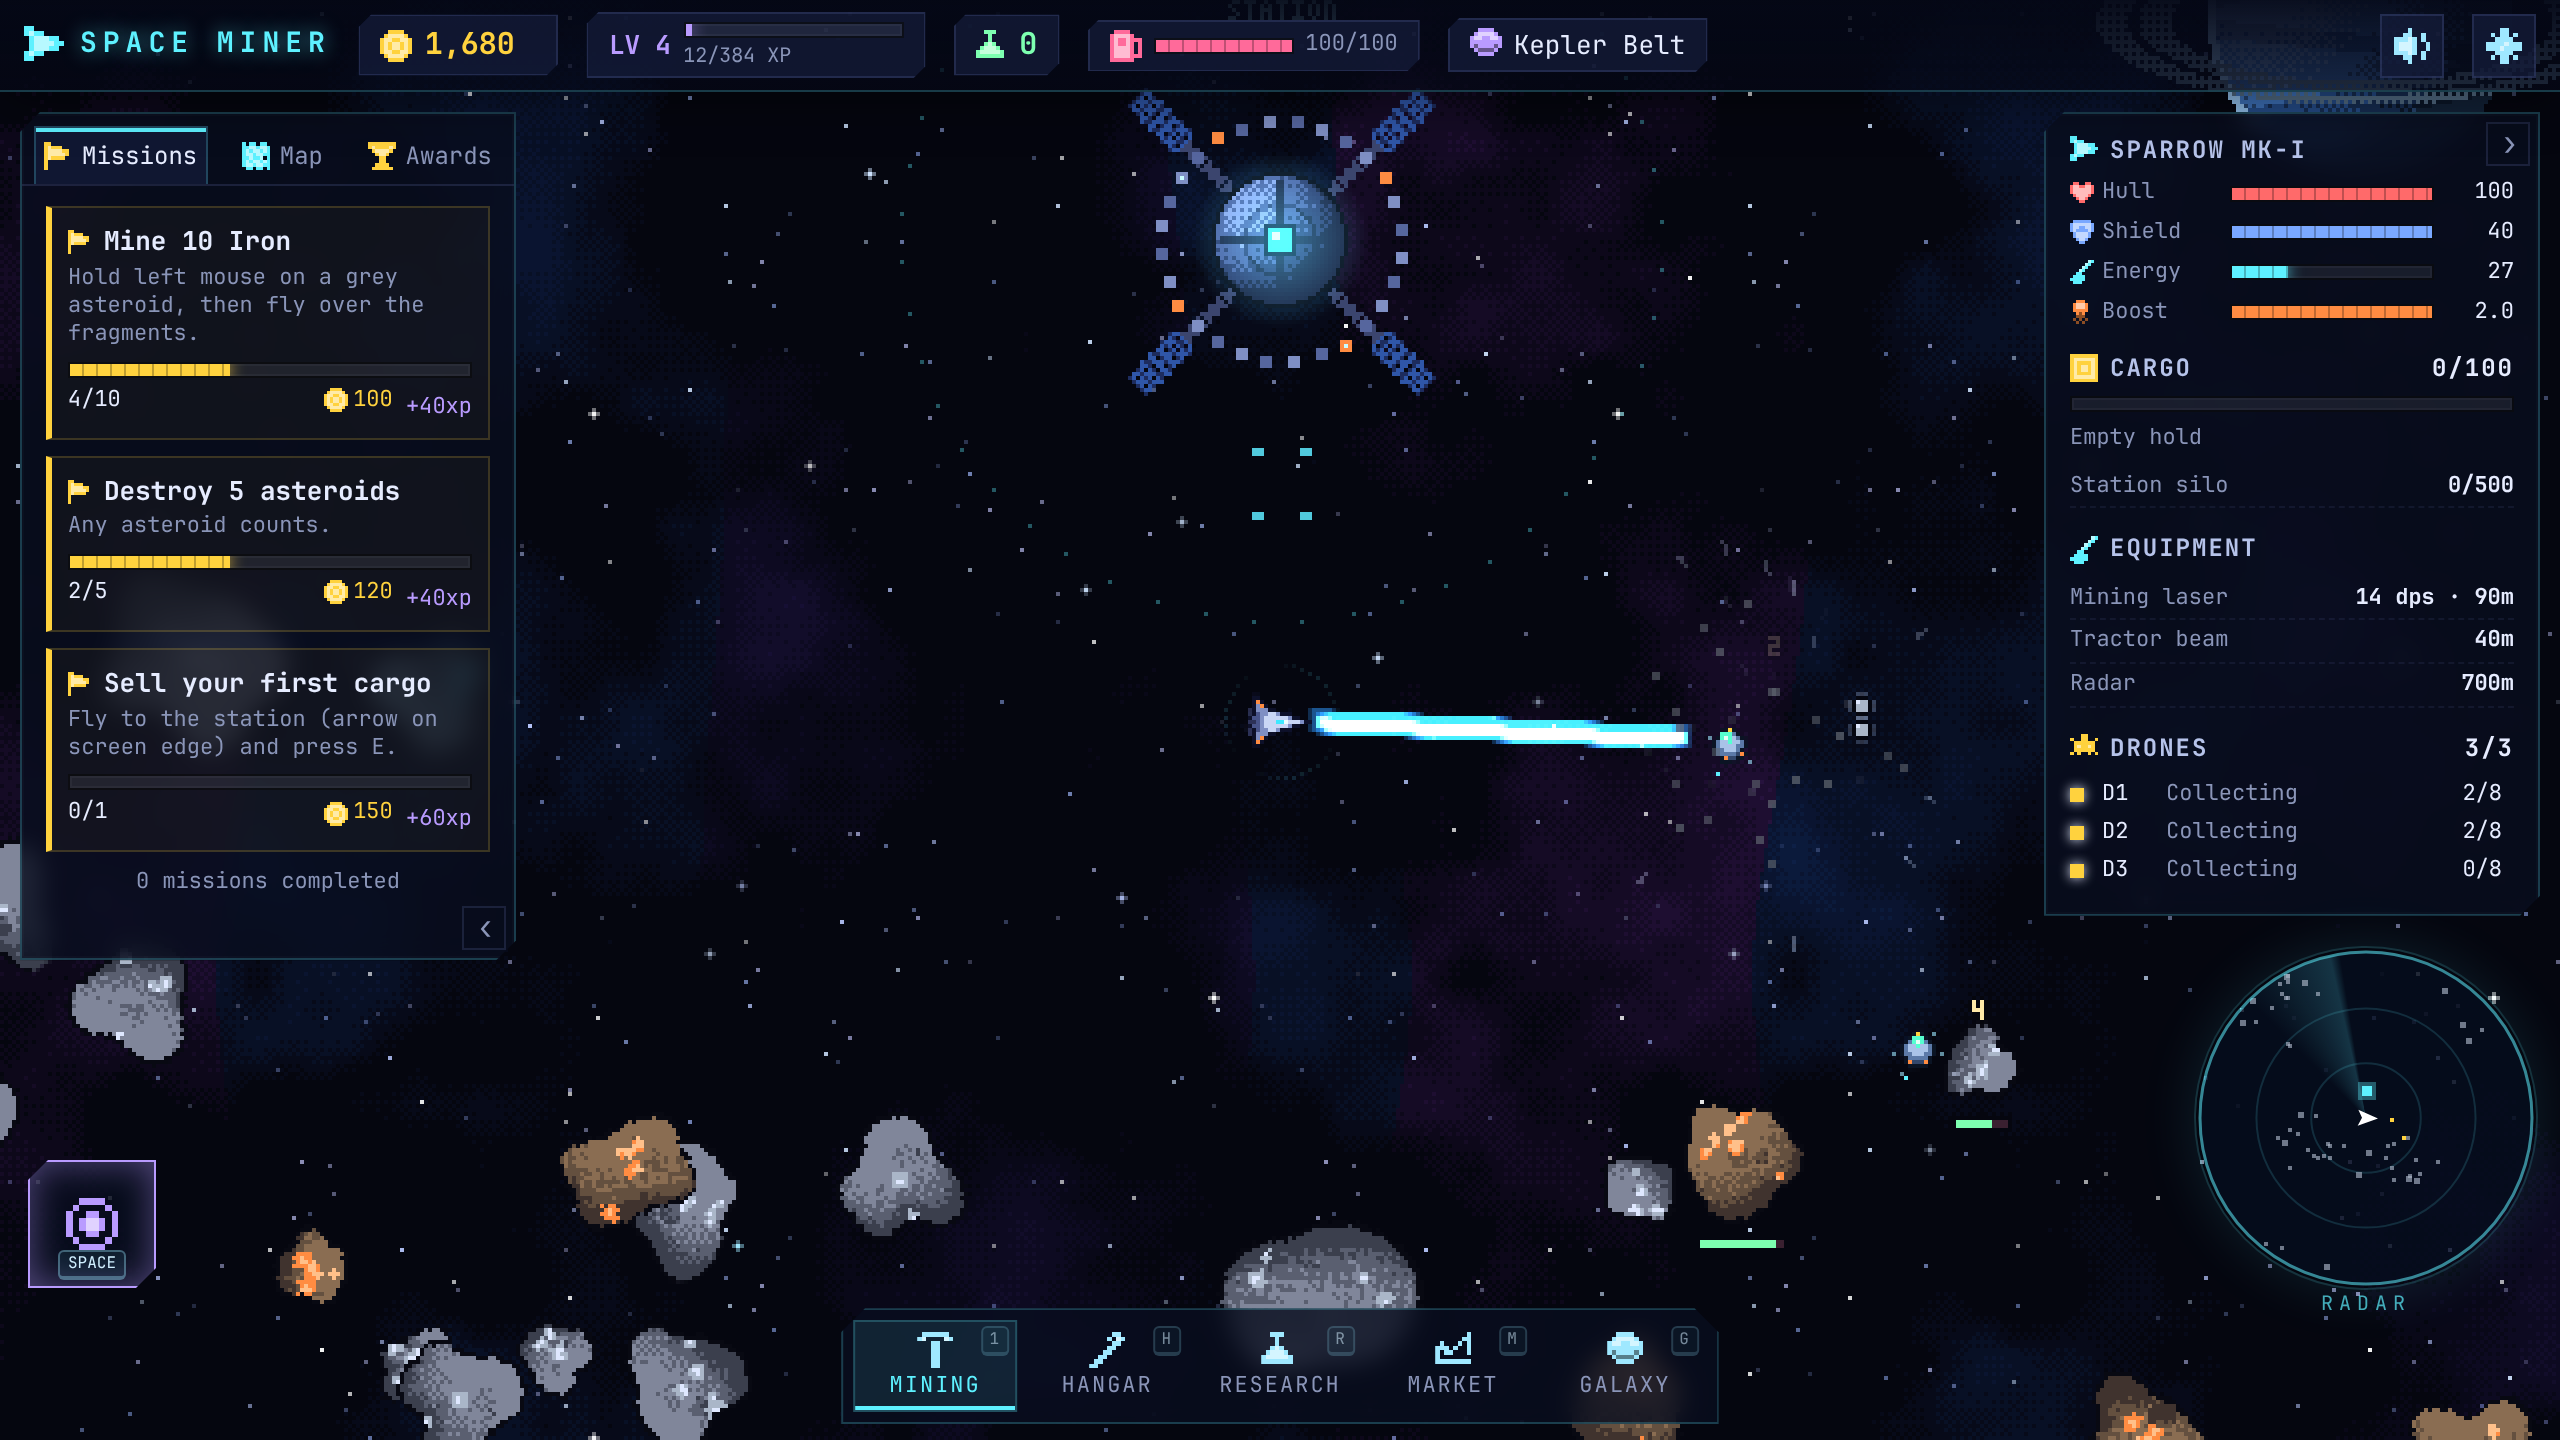 SPACE MINER
1,680
LV 4
12/384 XP
0
100/100
Kepler Belt
Missions
Map
Awards
Mine 10 Iron
Hold left mouse on a grey
asteroid, then fly over the
fragments.
4/10
100
+40xp
Destroy 5 asteroids
Any asteroid counts.
2/5
120
+40xp
Sell your first cargo
Fly to the station (arrow on
screen edge) and press E.
0/1
150
+60xp
0 missions completed
SPACE
4
SPARROW MK-I
Hull 100
Shield 40
Energy 27
Boost 2.0
CARGO 0/100
Empty hold
Station silo 0/500
EQUIPMENT
Mining laser 14 dps · 90m
Tractor beam 40m
Radar 700m
DRONES 3/3
D1 Collecting 2/8
D2 Collecting 2/8
D3 Collecting 0/8
RADAR
1
MINING
H
HANGAR
R
RESEARCH
M
MARKET
G
GALAXY